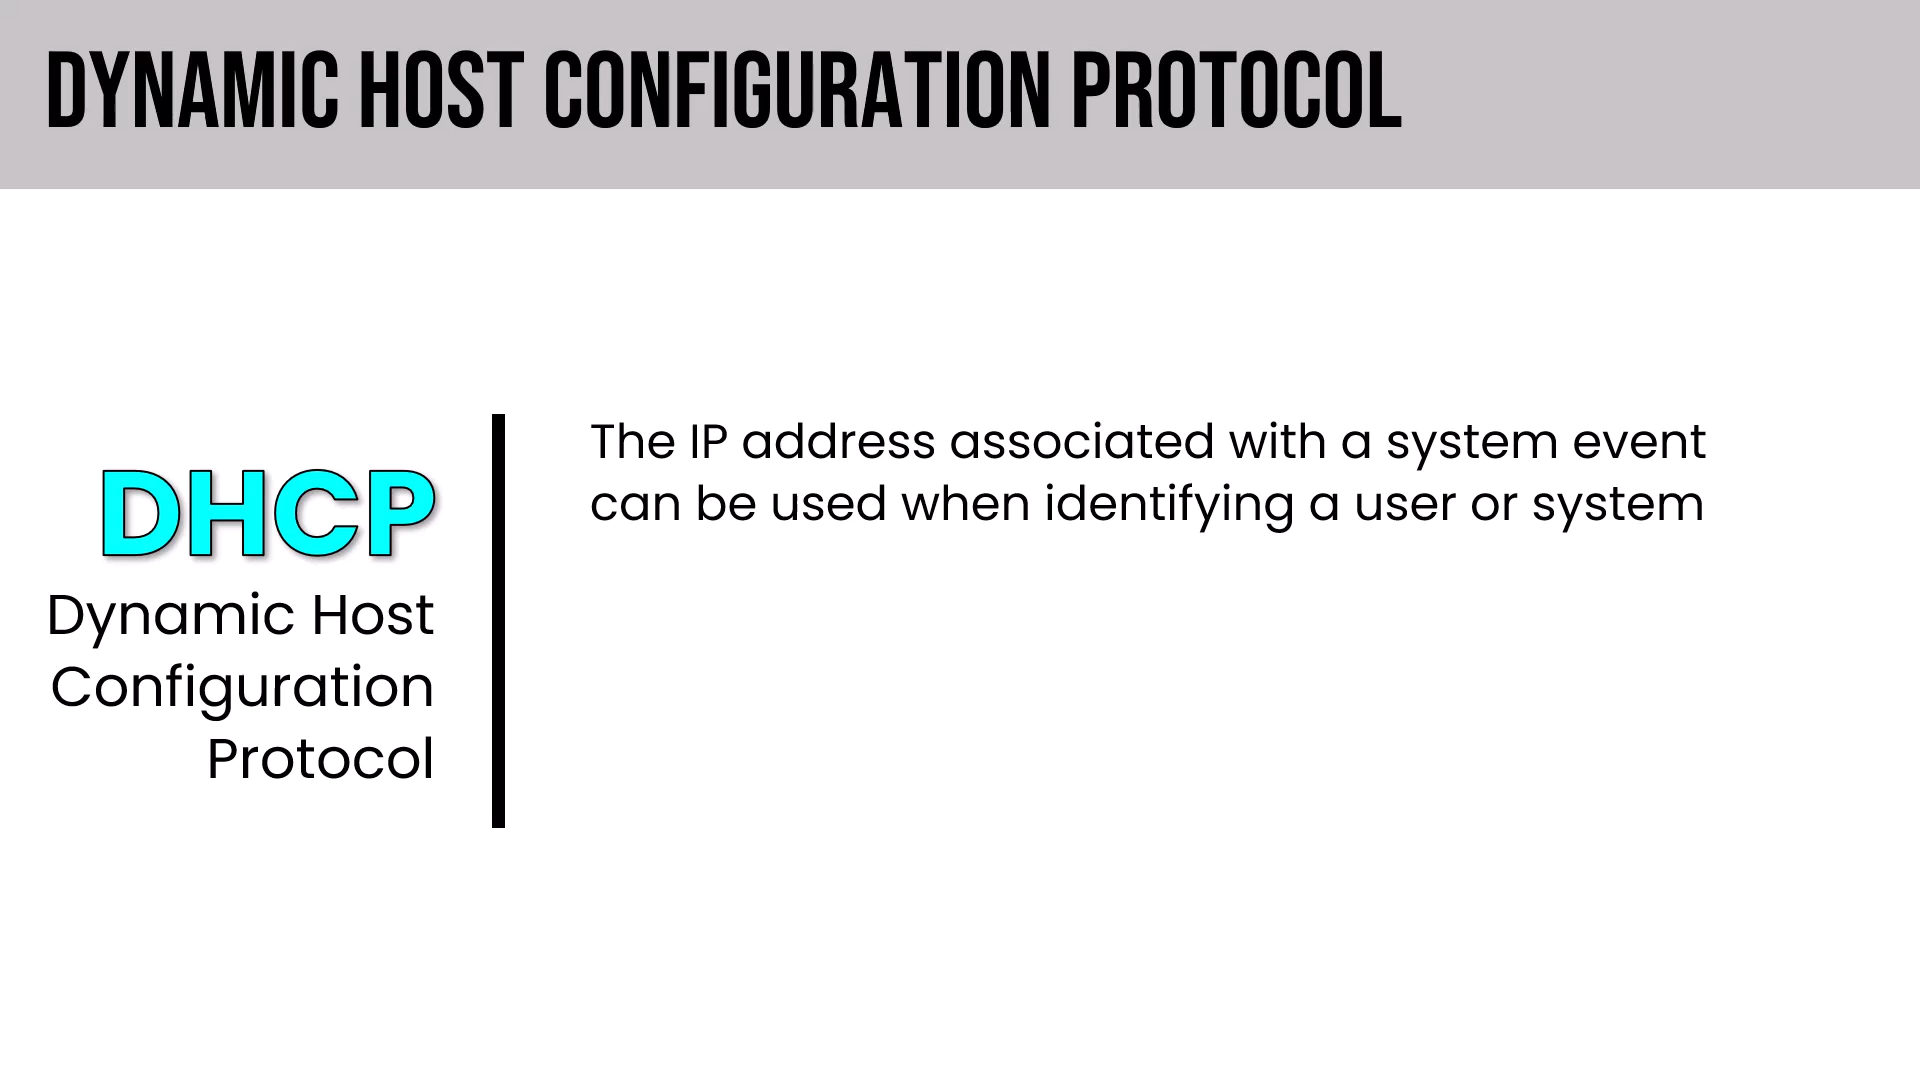 DYNAMIC HOST CONFIGURATION PROTOCOL
DHCP
Dynamic Host
Configuration
Protocol
The IP address associated with a system event
can be used when identifying a user or system